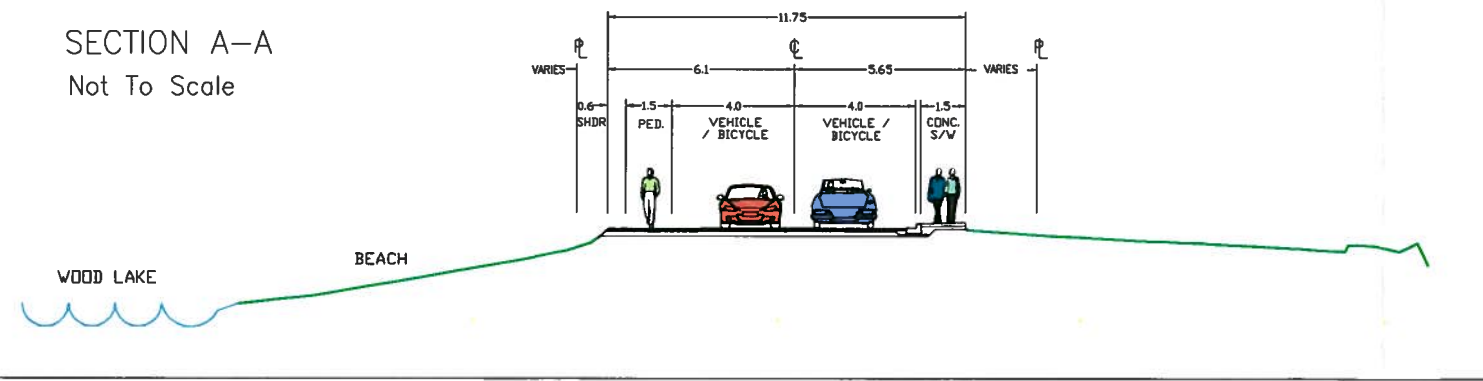 SECTION A-A
Not To Scale
11.75
PL
CL
PL
VARIES
6.1
5.65
VARIES
0.6
SHDR
1.5
PED.
4.0
VEHICLE
/ BICYCLE
4.0
VEHICLE /
BICYCLE
1.5
CONC.
S/W
BEACH
WOOD LAKE